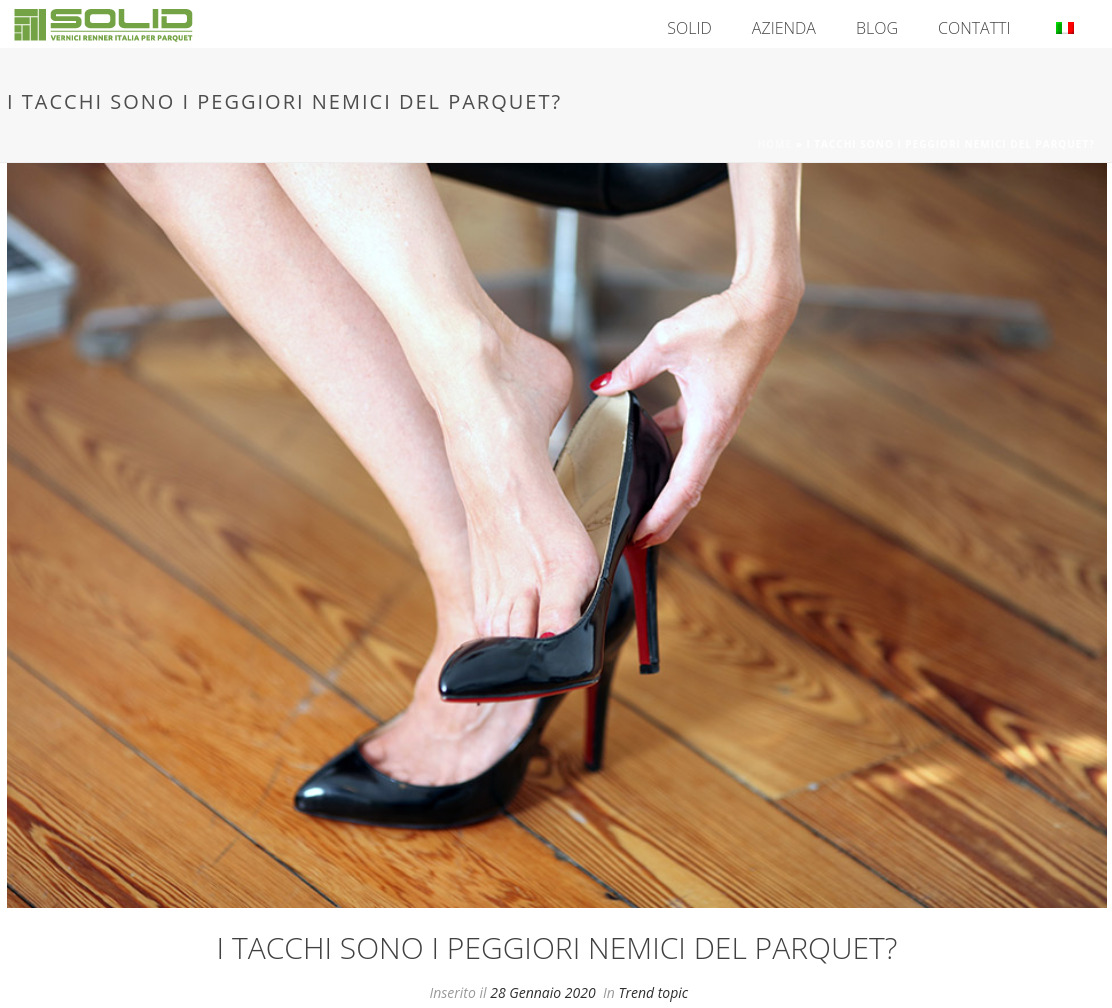 SOLID
VERNICI RENNER ITALIA PER PARQUET
SOLID AZIENDA BLOG CONTATTI
I TACCHI SONO I PEGGIORI NEMICI DEL PARQUET?
HOME » I TACCHI SONO I PEGGIORI NEMICI DEL PARQUET?
I TACCHI SONO I PEGGIORI NEMICI DEL PARQUET?
Inserito il 28 Gennaio 2020 In Trend topic